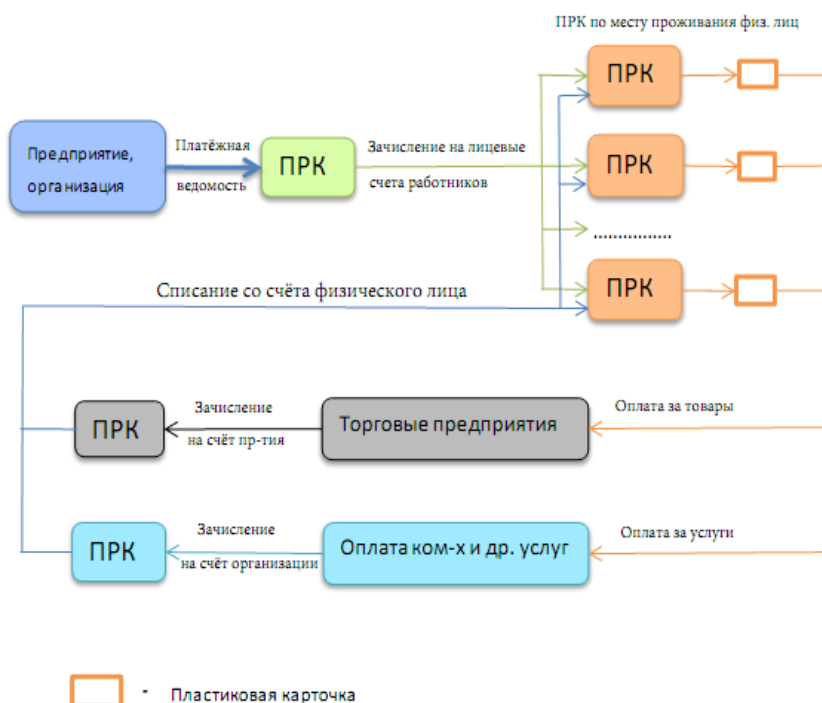 ПРК по месту проживания физ. лиц
ПРК
Предприятие,
организация
Платёжная
ведомость
ПРК
Зачисление на лицевые
счета работников
ПРК
................
ПРК
Списание со счёта физического лица
ПРК
Зачисление
на счёт пр-тия
Торговые предприятия
Оплата за товары
ПРК
Зачисление
на счёт организации
Оплата ком-х и др. услуг
Оплата за услуги
- Пластиковая карточка